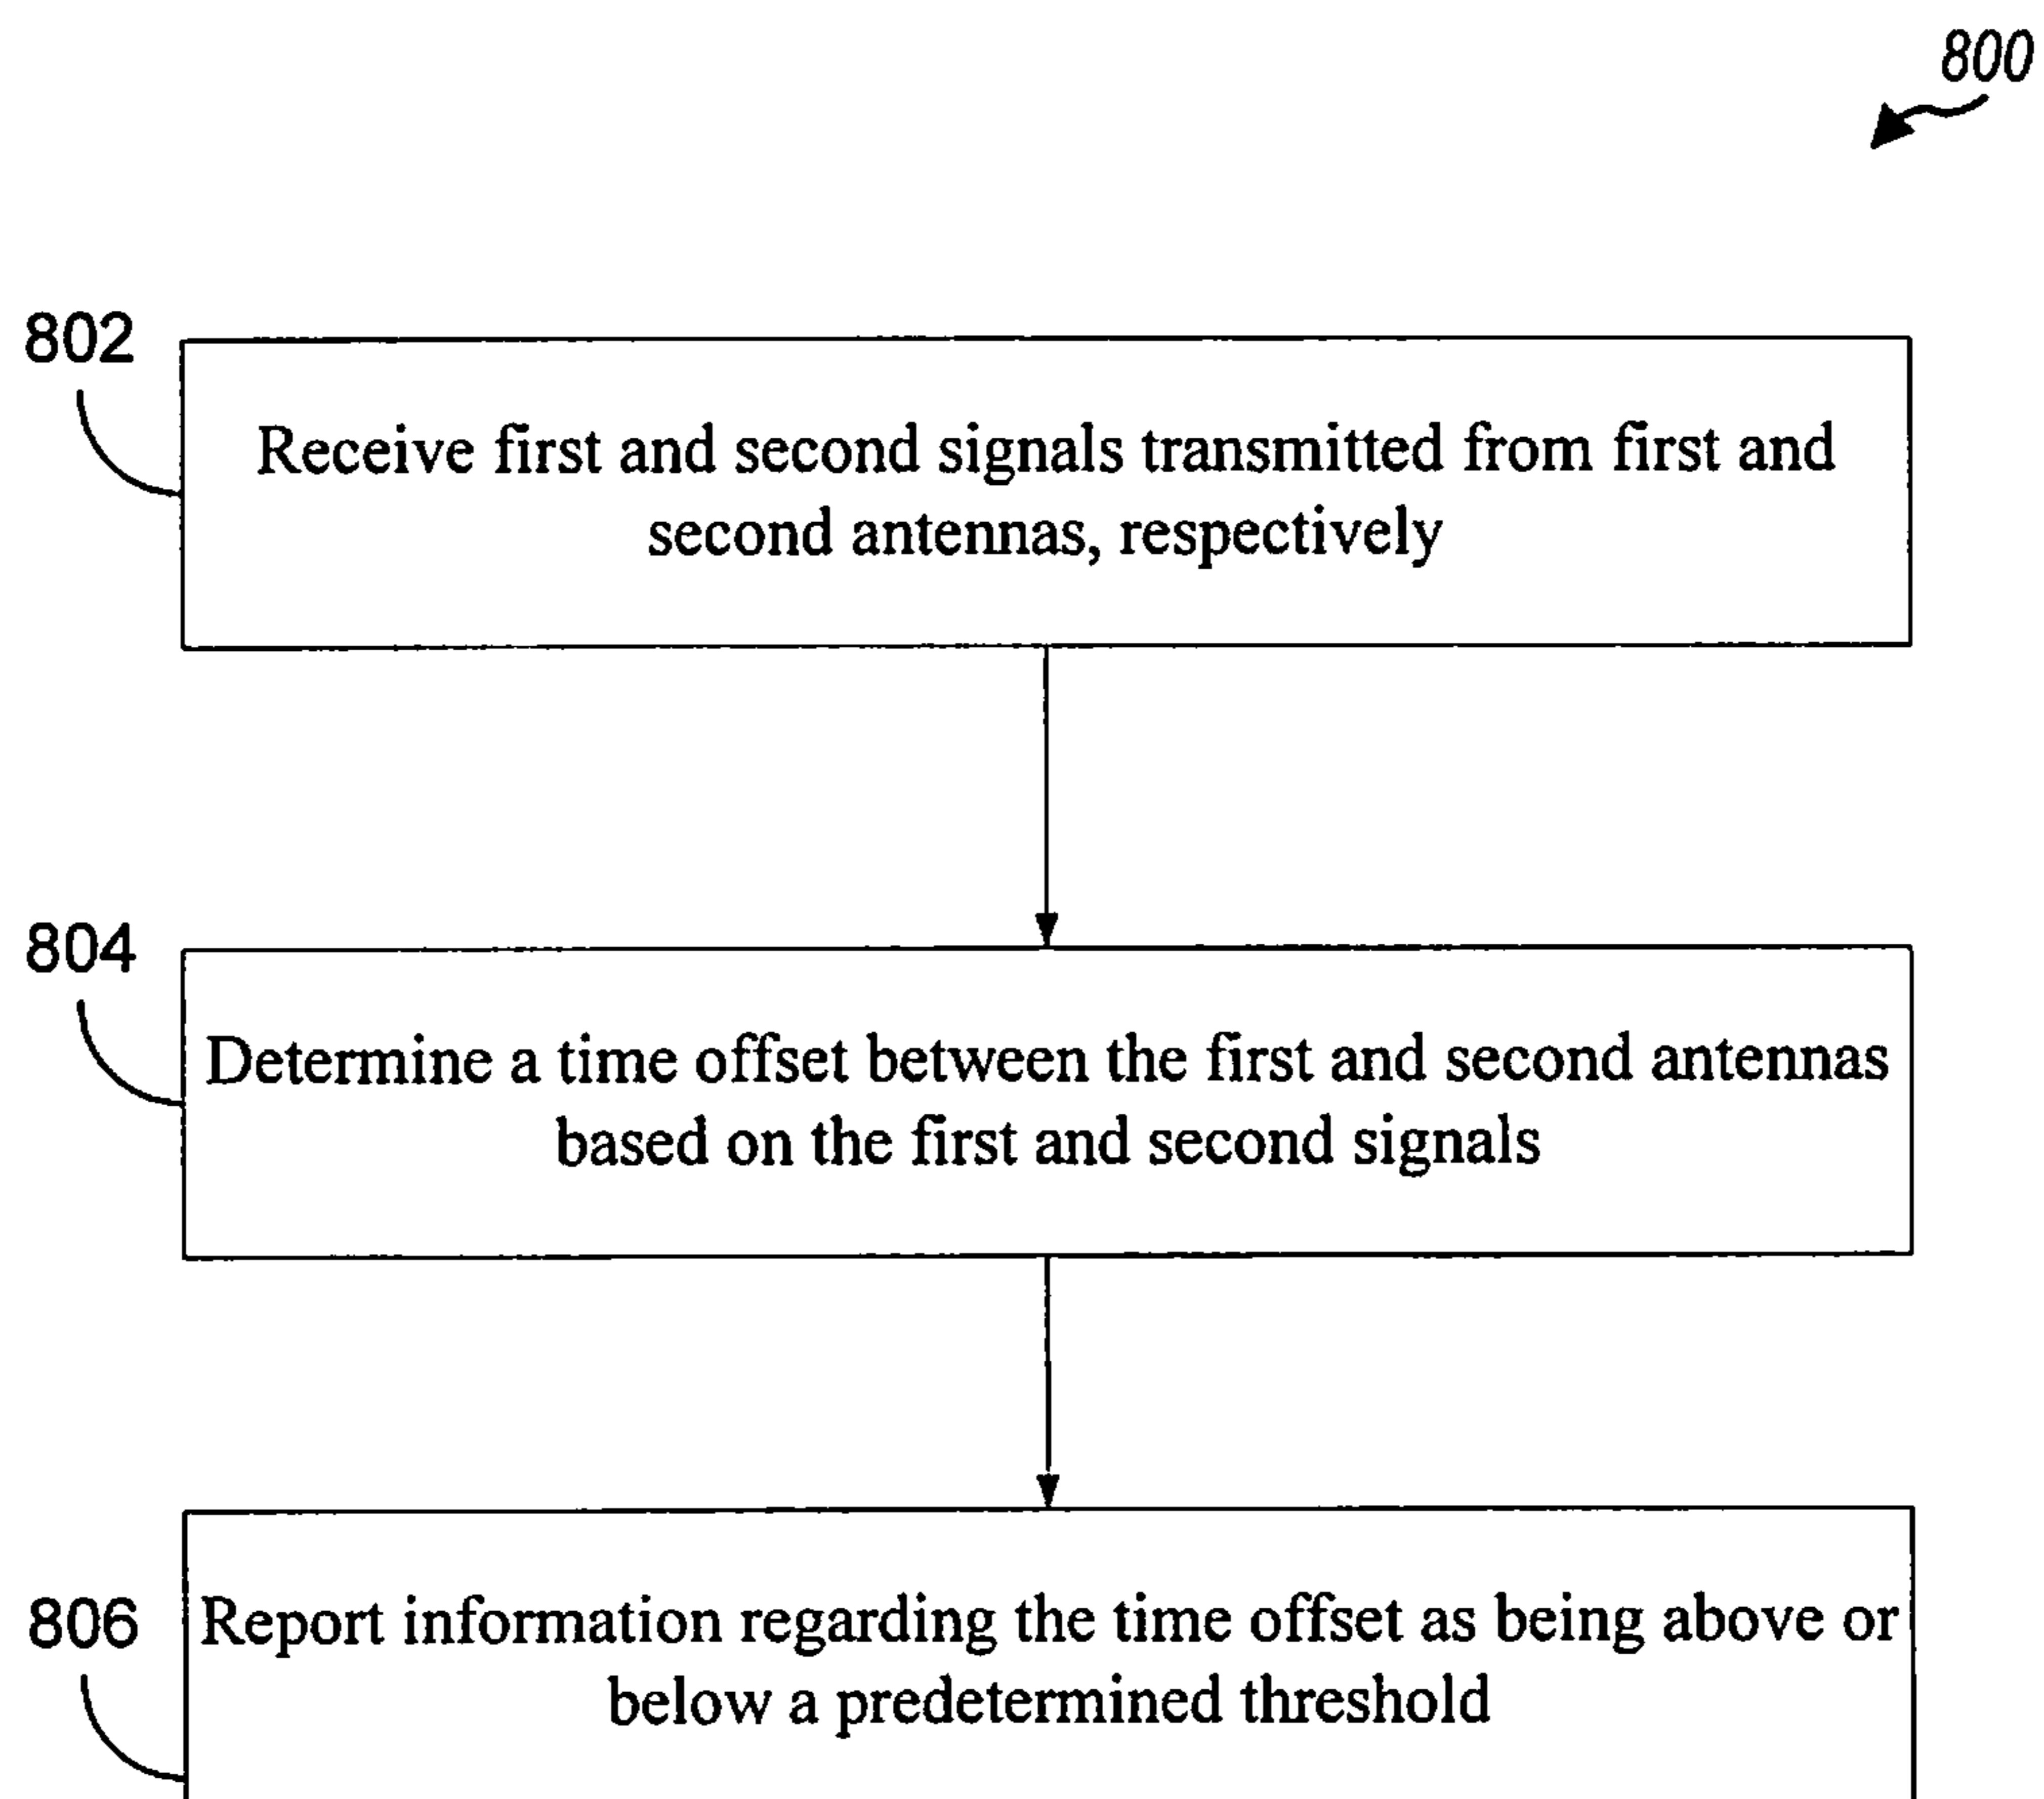 800
802
Receive first and second signals transmitted from first and
second antennas, respectively
804
Determine a time offset between the first and second antennas
based on the first and second signals
806
Report information regarding the time offset as being above or
below a predetermined threshold